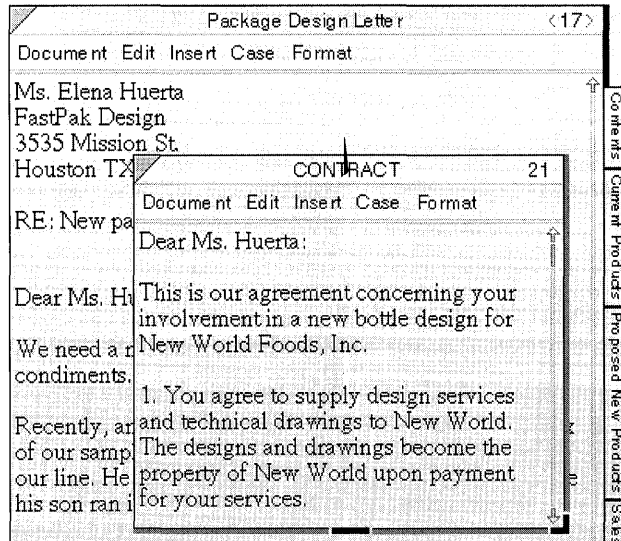 Package Design Letter <17>
Document Edit Insert Case Format
Ms. Elena Huerta
FastPak Design
3535 Mission St.
Houston TX
RE: New pa
Dear Ms. Hu
We need a n
condiments.
Recently, an
of our samp
our line. He
his son ran i
x
e
CONTRACT 21
Document Edit Insert Case Format
Dear Ms. Huerta:
This is our agreement concerning your
involvement in a new bottle design for
New World Foods, Inc.
1. You agree to supply design services
and technical drawings to New World.
The designs and drawings become the
property of New World upon payment
for your services.
Contents
Current Products
Proposed New Products
Sales